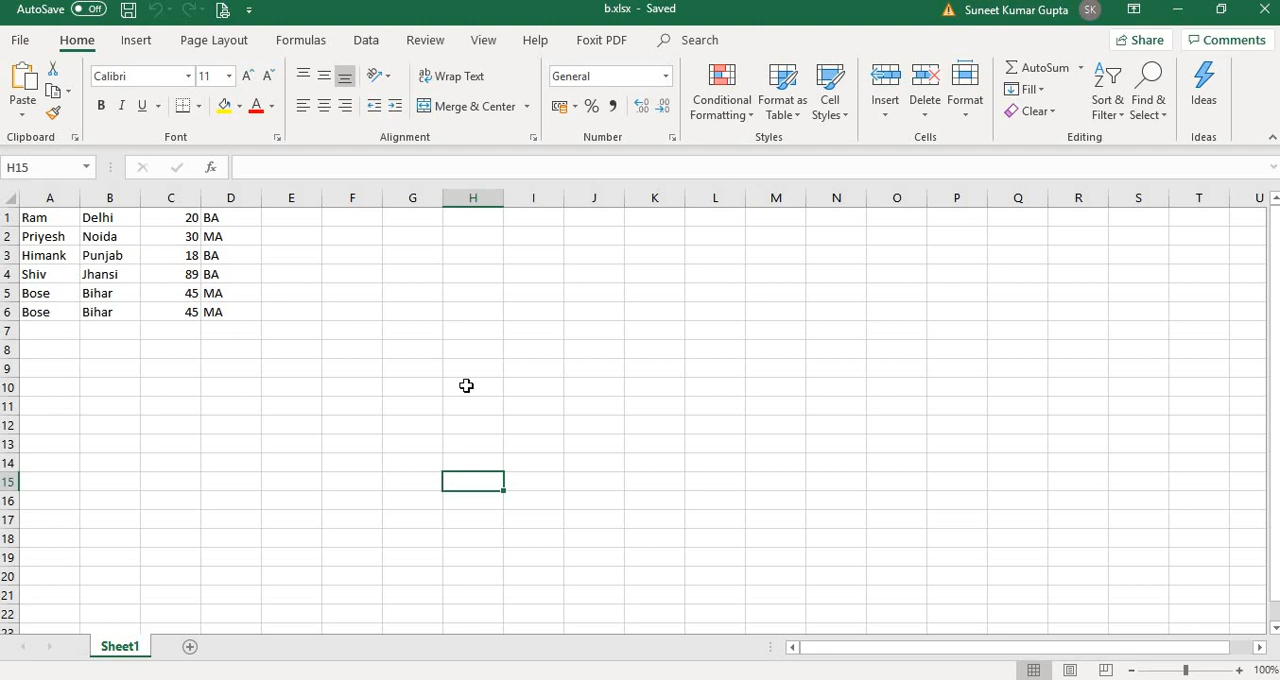 AutoSave Off b.xlsx - Saved Suneet Kumar Gupta SK
File Home Insert Page Layout Formulas Data Review View Help Foxit PDF Search Share Comments
Paste Calibri 11 A A Wrap Text General Conditional Formatting Format as Table Cell Styles Insert Delete Format AutoSum Fill Clear Sort & Filter Find & Select Ideas
B I U A Merge & Center % ,
Clipboard Font Alignment Number Styles Cells Editing Ideas
H15 fx
A B C D E F G H I J K L M N O P Q R S T U
1 Ram Delhi 20 BA
2 Priyesh Noida 30 MA
3 Himank Punjab 18 BA
4 Shiv Jhansi 89 BA
5 Bose Bihar 45 MA
6 Bose Bihar 45 MA
7
8
9
10
11
12
13
14
15
16
17
18
19
20
21
22
23
Sheet1
100%